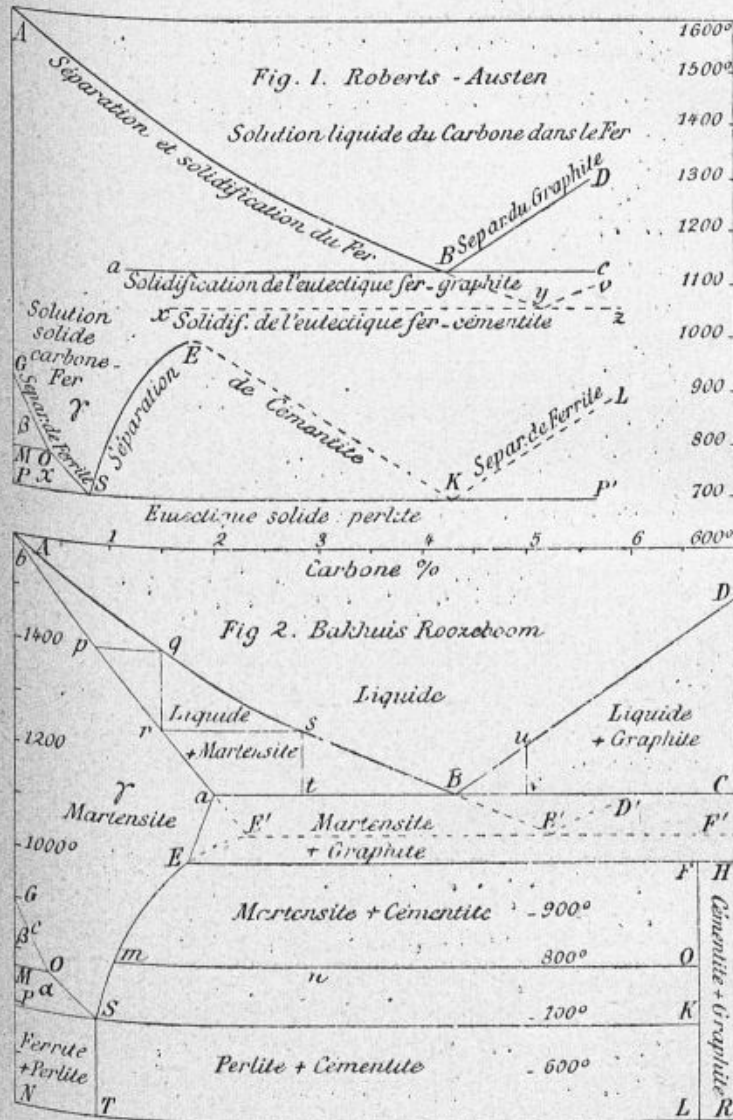 A
1600°
Fig. 1. Roberts - Austen
1500°
Séparation et solidification du Fer
1400
Solution liquide du Carbone dans le Fer
1300
Separ. du Graphite
D
1200
B
a
C
Solidification de l'eutectique fer-graphite
1100
y
v
x Solidif. de l'eutectique fer-cémentite z
Solution
solide
carbone-
Fer
1000
E
G
γ
Separ. de Ferrite
Séparation de Cémentite
900
L
Separ. de Ferrite
β
800
M O
P x
S
K
P'
700
Eutectique solide perlite
1 2 3 4 5 6
600°
Carbone %
b A
D
Fig 2. Bakhuis Roozeboom
1400
p q
Liquide
Liquide
+ Martensite
Liquide
+ Graphite
1200
r s
u
a t B C
γ
Martensite
E' Martensite
+ Graphite
E' D' F'
1000°
E F H
G
Martensite + Cémentite - 900°
Cémentite + Graphite
β c
m 800° O
M O
n
P α
S - 700° K
Ferrite
+ Perlite
Perlite + Cémentite - 600°
N T L R